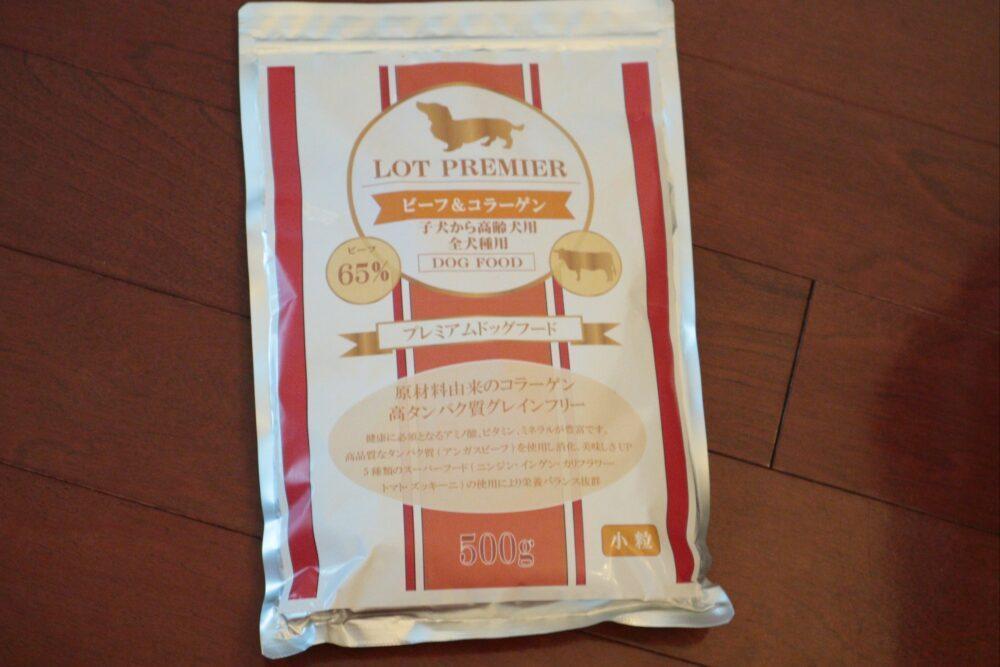 LOT PREMIER
ビーフ&コラーゲン
子犬から高齢犬用
全犬種用
DOG FOOD
ビーフ
65%
プレミアムドッグフード
原材料由来のコラーゲン
高タンパク質グレインフリー
健康に必須となるアミノ酸、ビタミン、ミネラルが豊富です。
高品質なタンパク質(アンガスビーフ)を使用し消化、美味しさUP
5種類のスーパーフード(ニンジン・インゲン・カリフラワー
トマト・ズッキーニ)の使用により栄養バランス抜群
500g
小粒